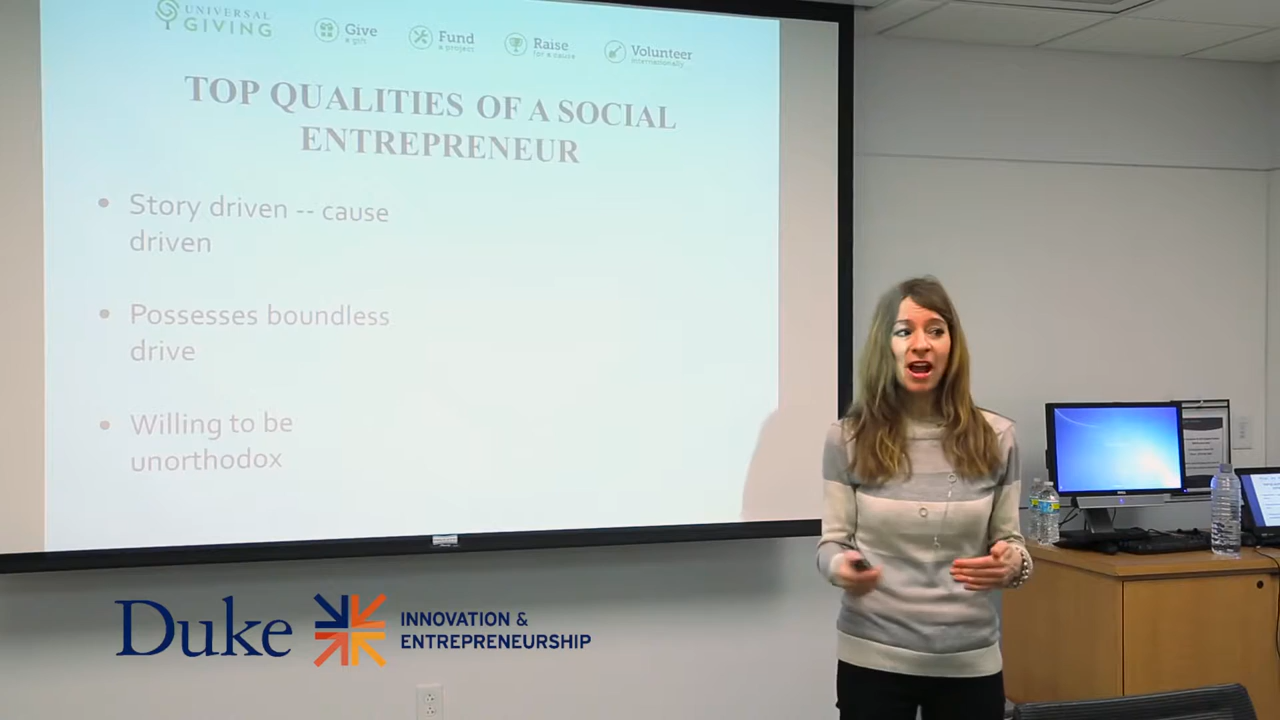 UNIVERSAL
GIVING
Give
a gift
Fund
a project
Raise
for a cause
Volunteer
internationally
TOP QUALITIES OF A SOCIAL
ENTREPRENEUR
• Story driven -- cause
driven
• Possesses boundless
drive
• Willing to be
unorthodox
Duke
INNOVATION &
ENTREPRENEURSHIP
DELL